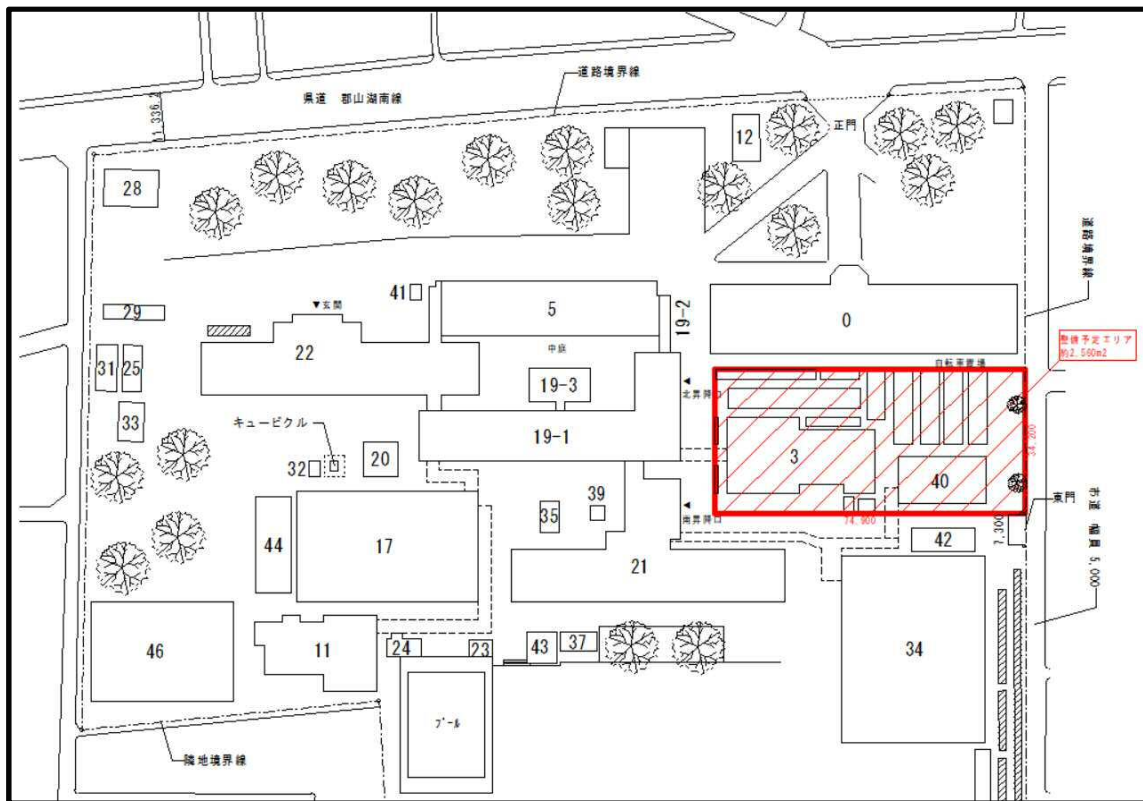 道路境界線
県道 郡山湖南線
11,336.2
正門
12
28
道路境界線
41
5
19-2
0
▼玄関
29
整備予定エリア
約2,560m2
中庭
22
自転車置場
31
25
19-3
北昇降口
33
19-1
34,200
キュービクル
3
32
20
40
35
39
44
17
南昇降口
74,900
東門
42
7,300
21
市道 幅員 5,000
46
11
24
23
43
37
34
プール
隣地境界線